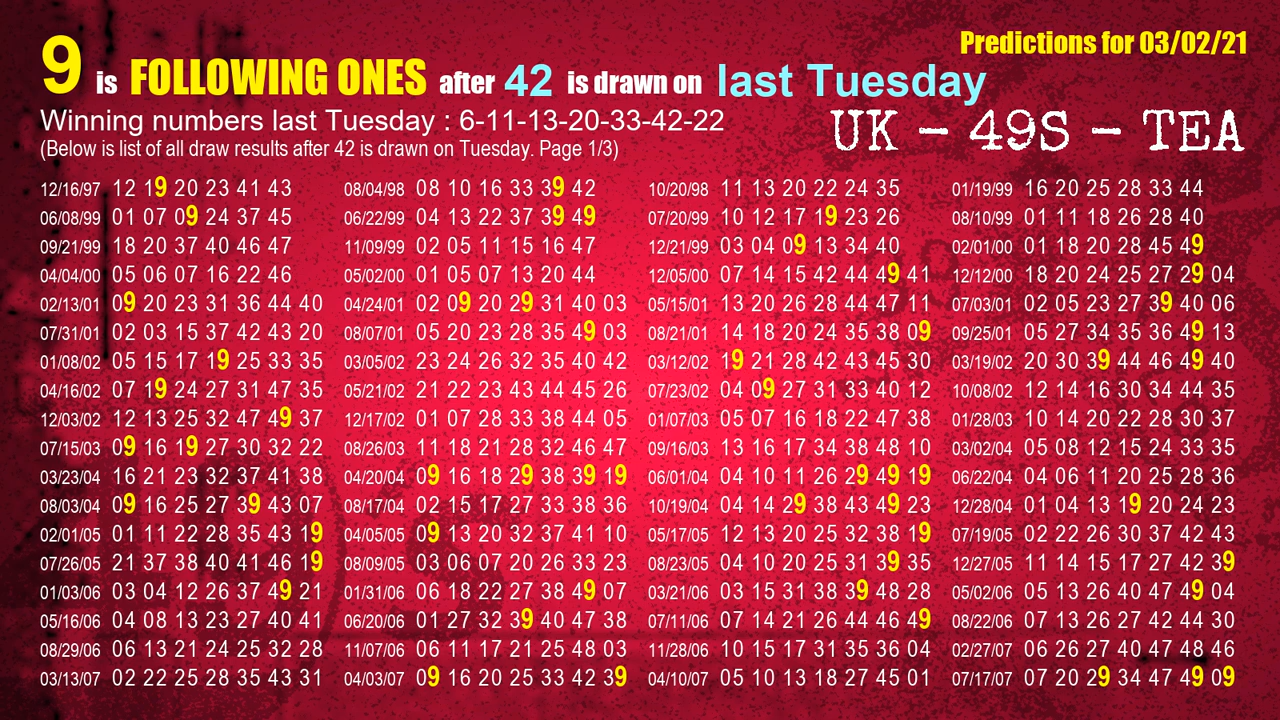 Predictions for 03/02/21
9 is FOLLOWING ONES after 42 is drawn on last Tuesday
Winning numbers last Tuesday : 6-11-13-20-33-42-22
UK - 49S - TEA
(Below is list of all draw results after 42 is drawn on Tuesday. Page 1/3)
12/16/97 12 19 20 23 41 43 08/04/98 08 10 16 33 39 42 10/20/98 11 13 20 22 24 35 01/19/99 16 20 25 28 33 44
06/08/99 01 07 09 24 37 45 06/22/99 04 13 22 37 39 49 07/20/99 10 12 17 19 23 26 08/10/99 01 11 18 26 28 40
09/21/99 18 20 37 40 46 47 11/09/99 02 05 11 15 16 47 12/21/99 03 04 09 13 34 40 02/01/00 01 18 20 28 45 49
04/04/00 05 06 07 16 22 46 05/02/00 01 05 07 13 20 44 12/05/00 07 14 15 42 44 49 41 12/12/00 18 20 24 25 27 29 04
02/13/01 09 20 23 31 36 44 40 04/24/01 02 09 20 29 31 40 03 05/15/01 13 20 26 28 44 47 11 07/03/01 02 05 23 27 39 40 06
07/31/01 02 03 15 37 42 43 20 08/07/01 05 20 23 28 35 49 03 08/21/01 14 18 20 24 35 38 09 09/25/01 05 27 34 35 36 49 13
01/08/02 05 15 17 19 25 33 35 03/05/02 23 24 26 32 35 40 42 03/12/02 19 21 28 42 43 45 30 03/19/02 20 30 39 44 46 49 40
04/16/02 07 19 24 27 31 47 35 05/21/02 21 22 23 43 44 45 26 07/23/02 04 09 27 31 33 40 12 10/08/02 12 14 16 30 34 44 35
12/03/02 12 13 25 32 47 49 37 12/17/02 01 07 28 33 38 44 05 01/07/03 05 07 16 18 22 47 38 01/28/03 10 14 20 22 28 30 37
07/15/03 09 16 19 27 30 32 22 08/26/03 11 18 21 28 32 46 47 09/16/03 13 16 17 34 38 48 10 03/02/04 05 08 12 15 24 33 35
03/23/04 16 21 23 32 37 41 38 04/20/04 09 16 18 29 38 39 19 06/01/04 04 10 11 26 29 49 19 06/22/04 04 06 11 20 25 28 36
08/03/04 09 16 25 27 39 43 07 08/17/04 02 15 17 27 33 38 36 10/19/04 04 24 29 38 43 49 23 12/28/04 01 04 13 19 20 24 23
02/01/05 01 11 22 28 35 43 19 04/05/05 09 13 20 32 37 41 10 05/17/05 12 13 20 25 32 38 19 07/19/05 02 22 26 30 37 42 43
07/26/05 21 37 38 40 41 46 19 08/09/05 03 06 07 20 26 33 23 08/23/05 04 20 25 31 39 35 12/27/05 11 14 15 17 27 42 39
01/03/06 03 04 12 26 37 49 21 01/31/06 06 18 22 27 38 49 07 03/21/06 03 15 31 38 39 48 28 05/02/06 05 13 26 40 47 49 04
05/16/06 04 08 13 23 27 40 41 06/20/06 01 27 32 39 40 47 38 07/11/06 07 14 21 26 44 46 49 08/22/06 07 13 26 27 42 44 30
08/29/06 06 13 21 24 25 32 28 11/07/06 06 11 17 21 25 48 03 11/28/06 10 15 17 31 35 36 04 02/27/07 06 26 27 40 47 48 46
03/13/07 02 22 25 28 35 43 31 04/03/07 09 16 20 25 33 42 39 04/10/07 05 10 13 18 27 45 01 07/17/07 07 20 29 34 47 49 09